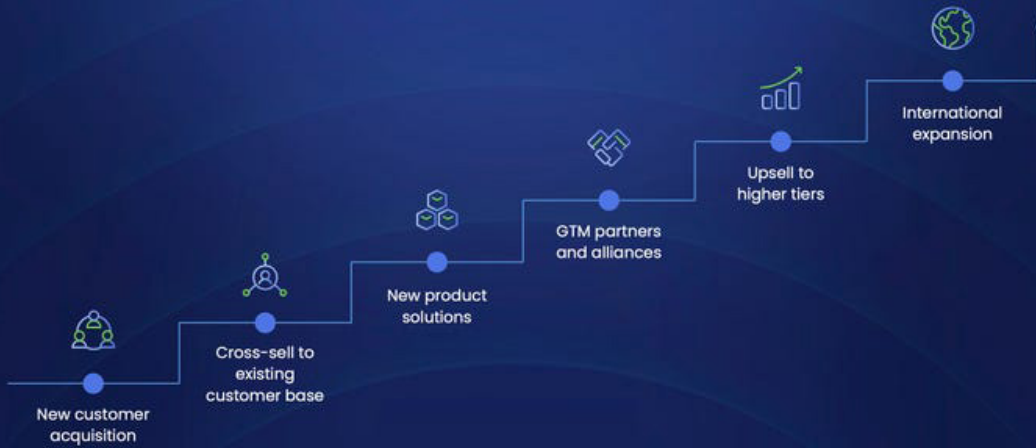 New customer
acquisition
Cross-sell to
existing
customer base
New product
solutions
GTM partners
and alliances
Upsell to
higher tiers
International
expansion